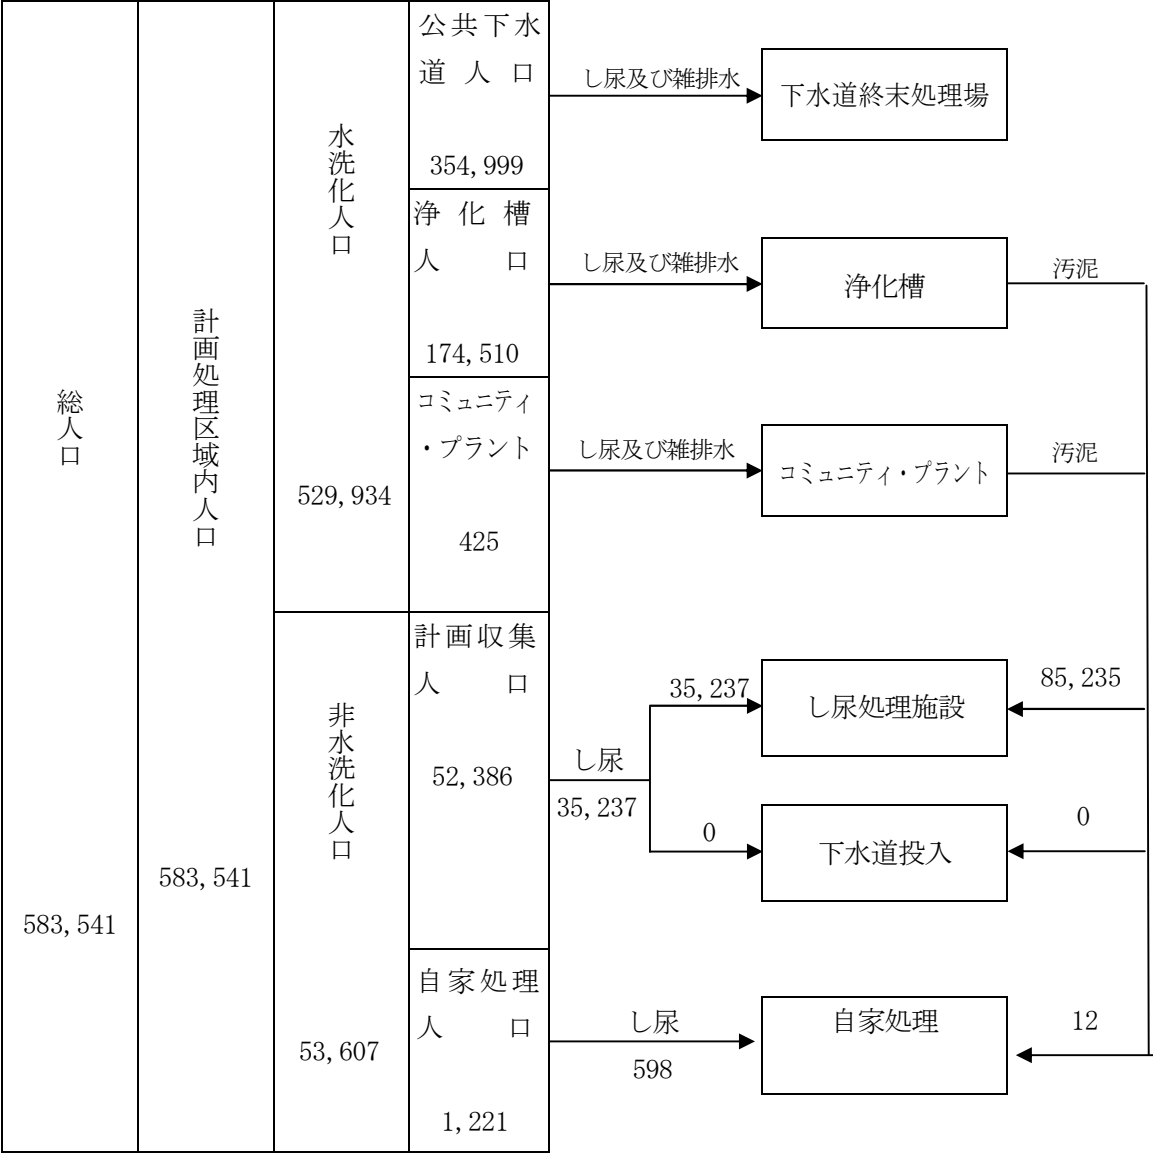 総人口
583,541
計画処理区域内人口
583,541
水洗化人口
529,934
非水洗化人口
53,607
公共下水
道人口
354,999
浄化槽
人口
174,510
コミュニティ
・プラント
425
計画収集
人口
52,386
自家処理
人口
1,221
し尿及び雑排水
下水道終末処理場
し尿及び雑排水
浄化槽
汚泥
し尿及び雑排水
コミュニティ・プラント
汚泥
し尿
35,237
35,237
し尿処理施設
85,235
0
下水道投入
0
し尿
598
自家処理
12